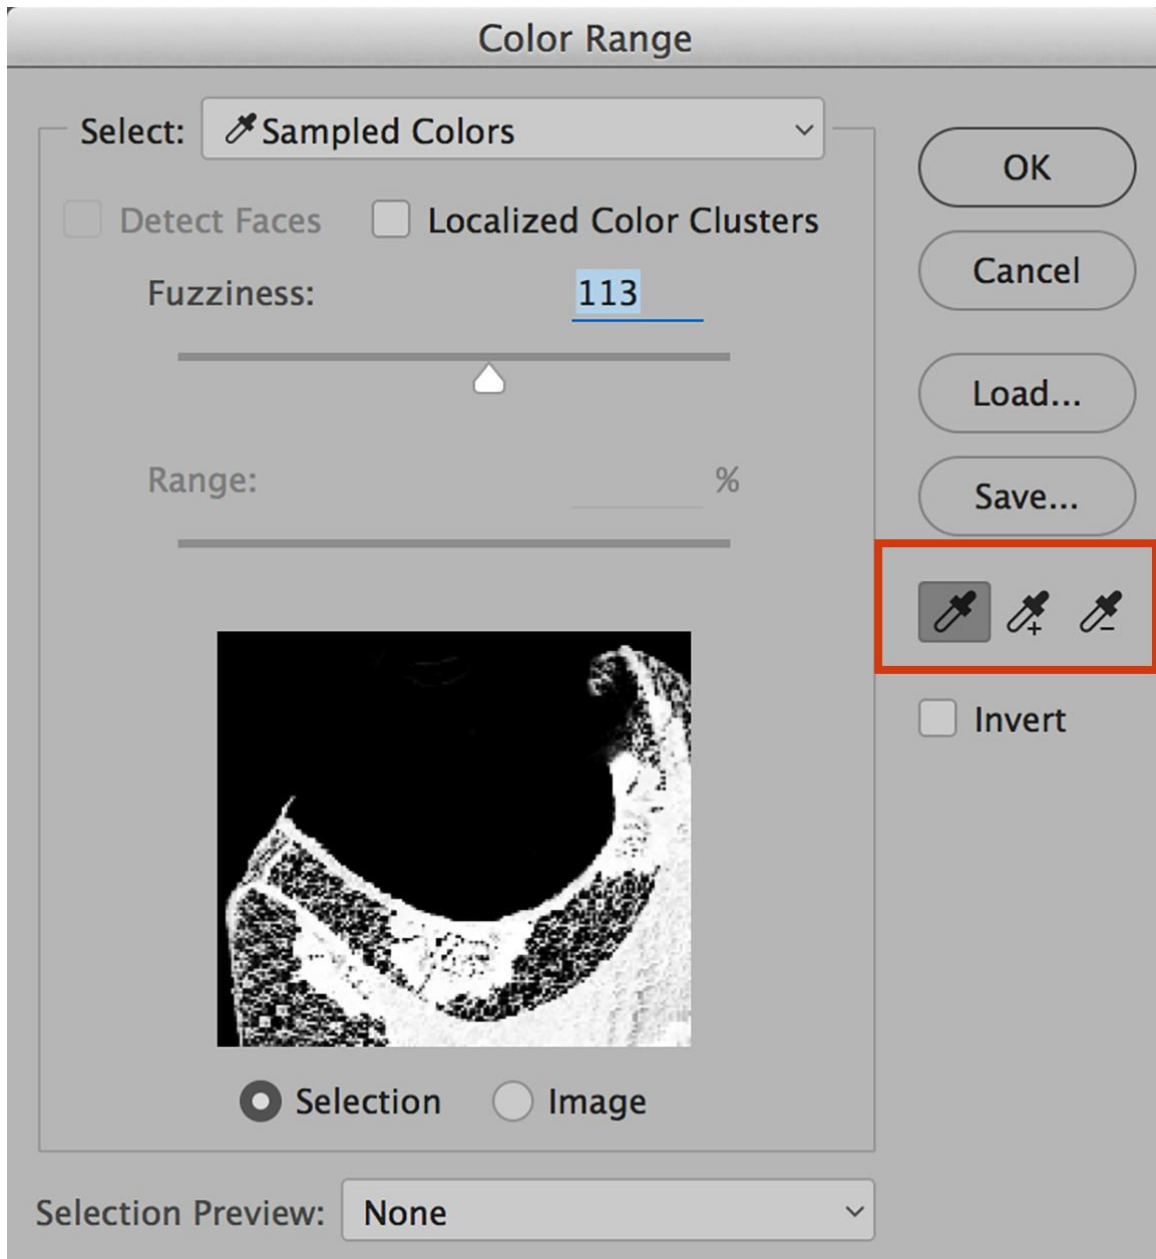 Color Range
Select: Sampled Colors
OK
Detect Faces Localized Color Clusters
Cancel
Fuzziness: 113
Load...
Range: %
Save...
Invert
Selection Image
Selection Preview: None